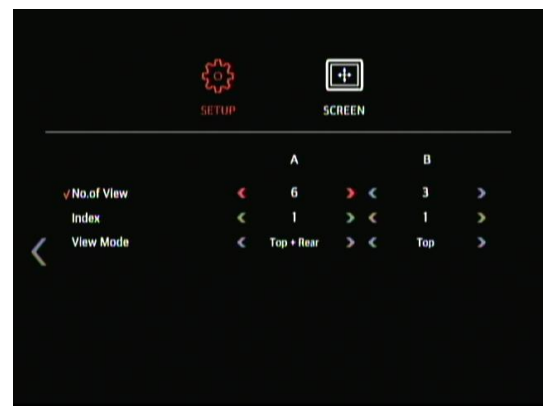 SETUP SCREEN
A B
No.of View 6 3
Index 1 1
View Mode Top + Rear Top